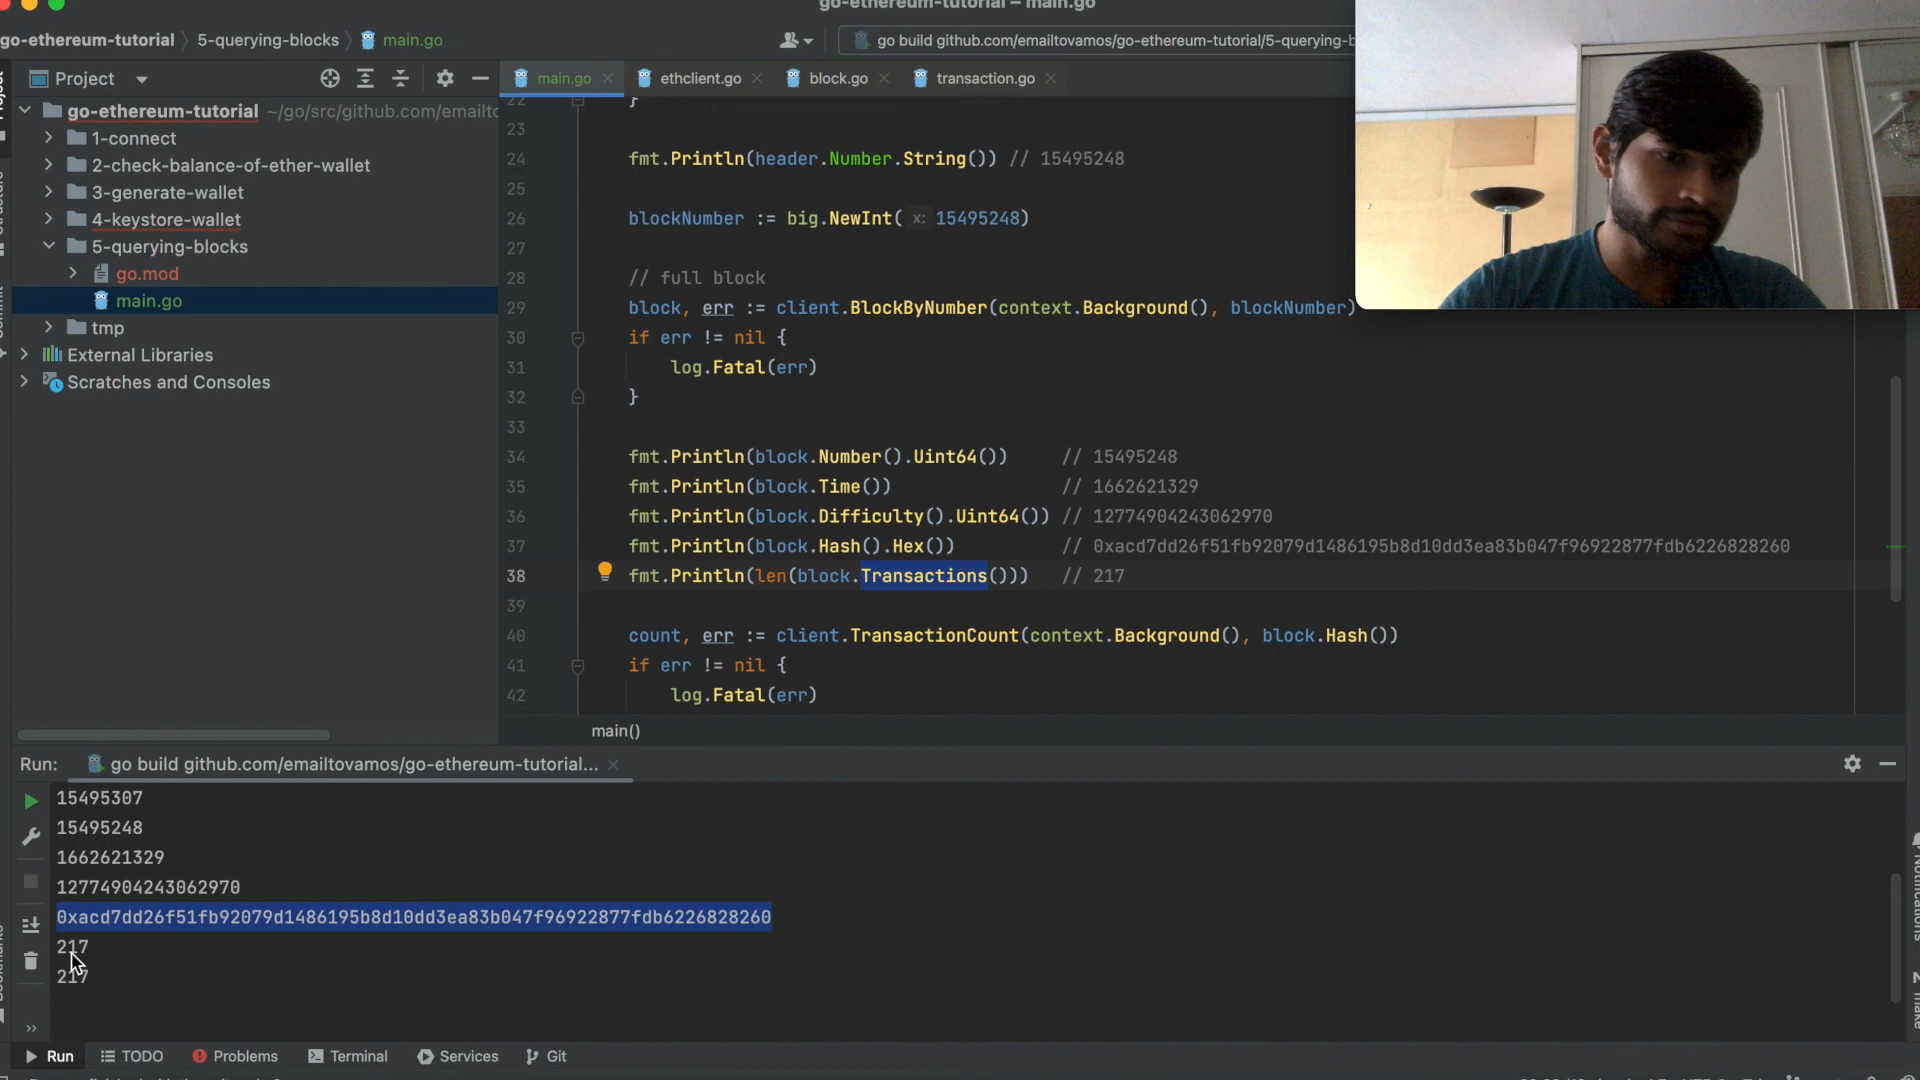 go-ethereum-tutorial – main.go
go-ethereum-tutorial 5-querying-blocks main.go
go build github.com/emailtovamos/go-ethereum-tutorial/5-querying-b
Project
main.go ethclient.go block.go transaction.go
go-ethereum-tutorial ~/go/src/github.com/emailto
1-connect
2-check-balance-of-ether-wallet
3-generate-wallet
4-keystore-wallet
5-querying-blocks
go.mod
main.go
tmp
External Libraries
Scratches and Consoles
22 }
23
24 fmt.Println(header.Number.String()) // 15495248
25
26 blockNumber := big.NewInt( x: 15495248)
27
28 // full block
29 block, err := client.BlockByNumber(context.Background(), blockNumber)
30 if err != nil {
31 log.Fatal(err)
32 }
33
34 fmt.Println(block.Number().Uint64()) // 15495248
35 fmt.Println(block.Time()) // 1662621329
36 fmt.Println(block.Difficulty().Uint64()) // 12774904243062970
37 fmt.Println(block.Hash().Hex()) // 0xacd7dd26f51fb92079d1486195b8d10dd3ea83b047f96922877fdb6226828260
38 fmt.Println(len(block.Transactions())) // 217
39
40 count, err := client.TransactionCount(context.Background(), block.Hash())
41 if err != nil {
42 log.Fatal(err)
main()
Run: go build github.com/emailtovamos/go-ethereum-tutorial...
15495307
15495248
1662621329
12774904243062970
0xacd7dd26f51fb92079d1486195b8d10dd3ea83b047f96922877fdb6226828260
217
217
Run TODO Problems Terminal Services Git
Notifications